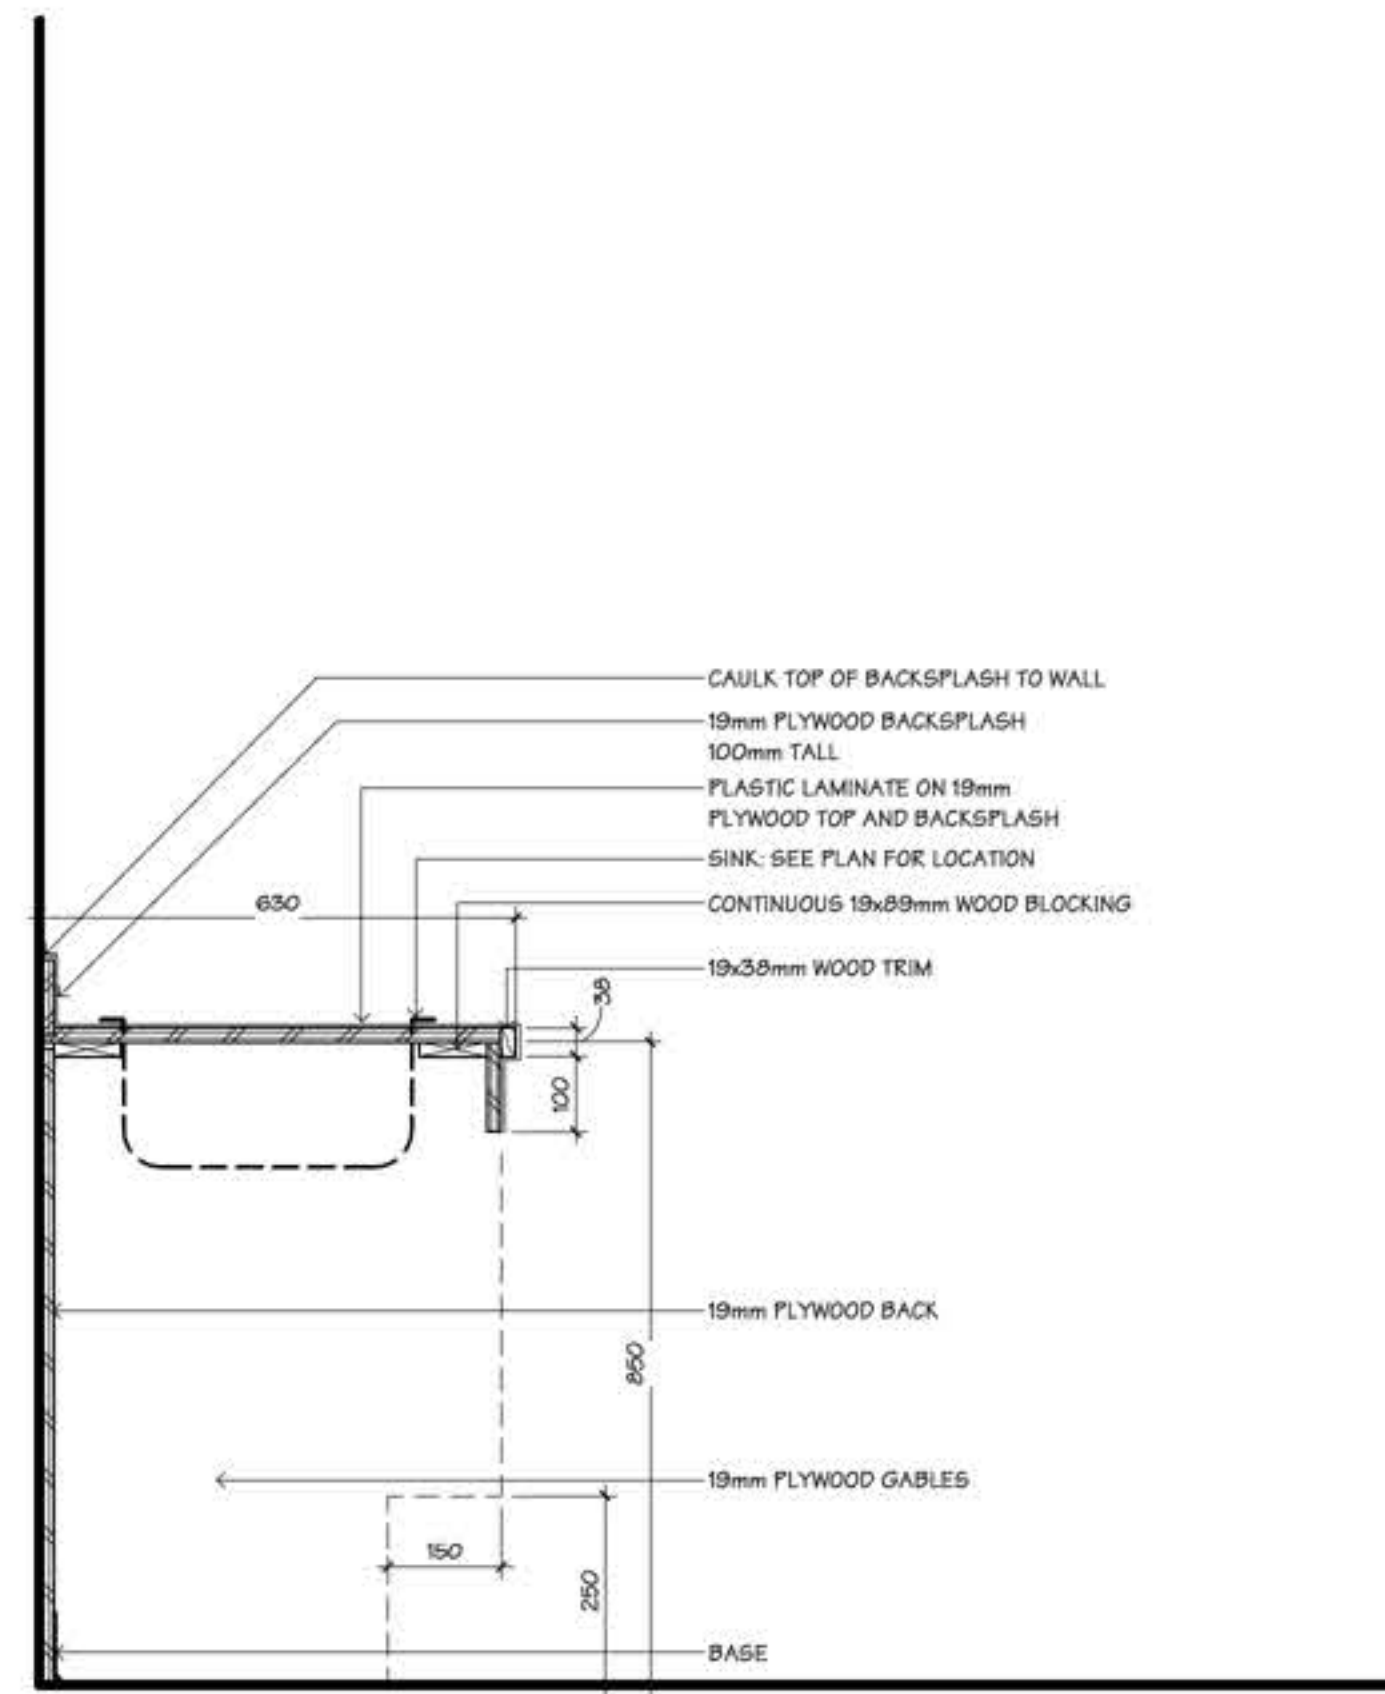 CAULK TOP OF BACKSPLASH TO WALL
19mm PLYWOOD BACKSPLASH
100mm TALL
PLASTIC LAMINATE ON 19mm
PLYWOOD TOP AND BACKSPLASH
SINK: SEE PLAN FOR LOCATION
630
CONTINUOUS 19x89mm WOOD BLOCKING
19x38mm WOOD TRIM
38
100
19mm PLYWOOD BACK
850
19mm PLYWOOD GABLES
150
250
BASE